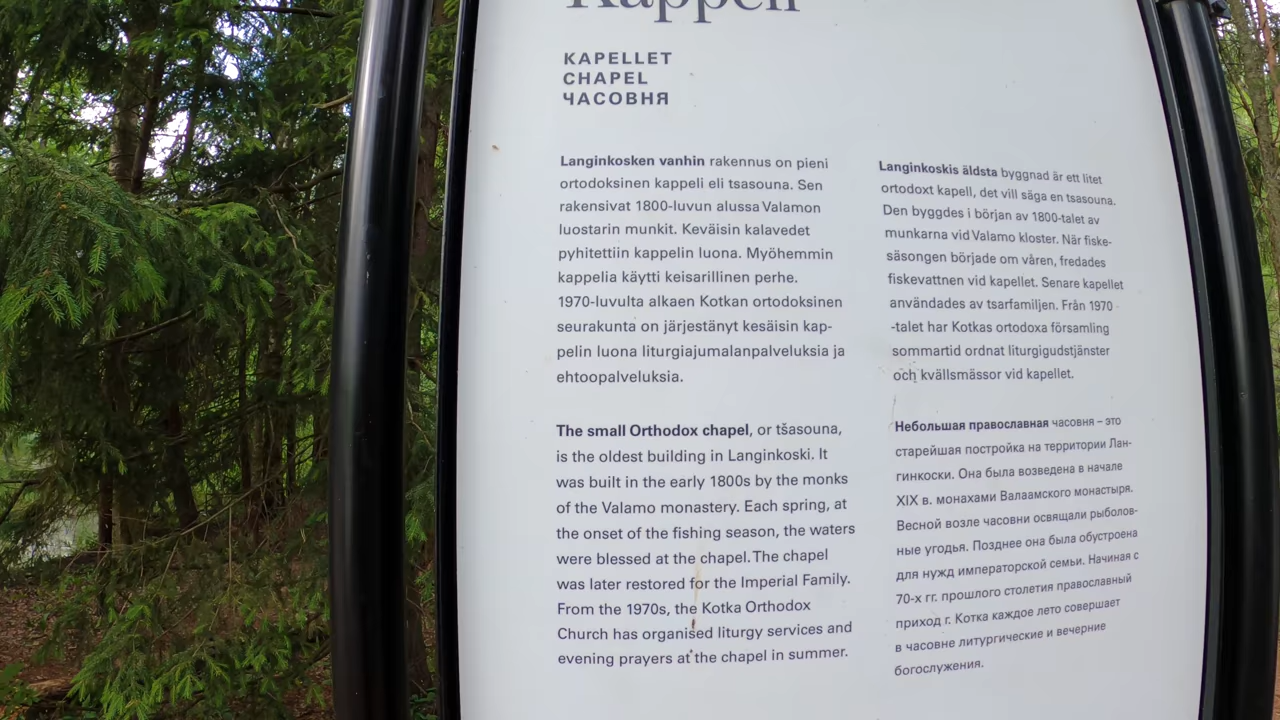 Kappeli
KAPELLET
CHAPEL
ЧАСОВНЯ
Langinkosken vanhin rakennus on pieni
ortodoksinen kappeli eli tsasouna. Sen
rakensivat 1800-luvun alussa Valamon
luostarin munkit. Keväisin kalavedet
pyhitettiin kappelin luona. Myöhemmin
kappelia käytti keisarillinen perhe.
1970-luvulta alkaen Kotkan ortodoksinen
seurakunta on järjestänyt kesäisin kap-
pelin luona liturgiajumalanpalveluksia ja
ehtoopalveluksia.
The small Orthodox chapel, or tšasouna,
is the oldest building in Langinkoski. It
was built in the early 1800s by the monks
of the Valamo monastery. Each spring, at
the onset of the fishing season, the waters
were blessed at the chapel. The chapel
was later restored for the Imperial Family.
From the 1970s, the Kotka Orthodox
Church has organised liturgy services and
evening prayers at the chapel in summer.
Langinkoskis äldsta byggnad är ett litet
ortodoxt kapell, det vill säga en tsasouna.
Den byggdes i början av 1800-talet av
munkarna vid Valamo kloster. När fiske-
säsongen började om våren, fredades
fiskevattnen vid kapellet. Senare kapellet
användades av tsarfamiljen. Från 1970
-talet har Kotkas ortodoxa församling
sommartid ordnat liturgigudstjänster
och kvällsmässor vid kapellet.
Небольшая православная часовня – это
старейшая постройка на территории Лан-
гинкоски. Она была возведена в начале
XIX в. монахами Валаамского монастыря.
Весной возле часовни освящали рыболов-
ные угодья. Позднее она была обустроена
для нужд императорской семьи. Начиная с
70-х гг. прошлого столетия православный
приход г. Котка каждое лето совершает
в часовне литургические и вечерние
богослужения.